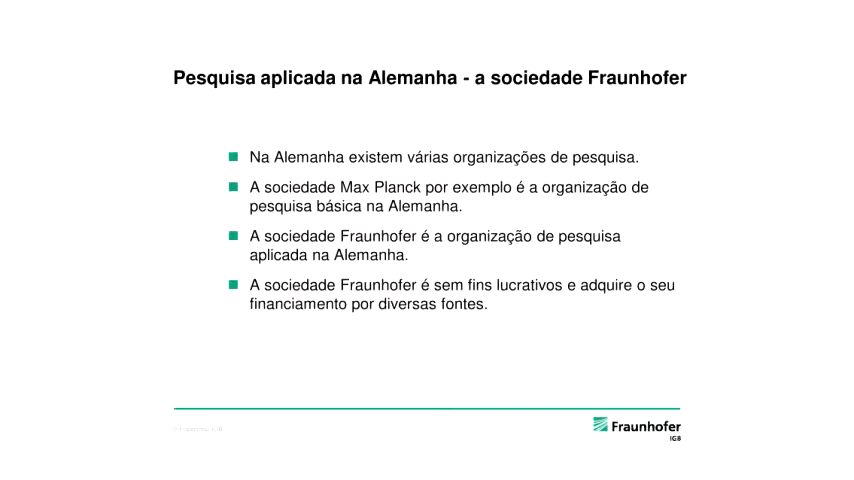 Pesquisa aplicada na Alemanha - a sociedade Fraunhofer
Na Alemanha existem várias organizações de pesquisa.
A sociedade Max Planck por exemplo é a organização de
pesquisa básica na Alemanha.
A sociedade Fraunhofer é a organização de pesquisa
aplicada na Alemanha.
A sociedade Fraunhofer é sem fins lucrativos e adquire o seu
financiamento por diversas fontes.
Fraunhofer
IGB